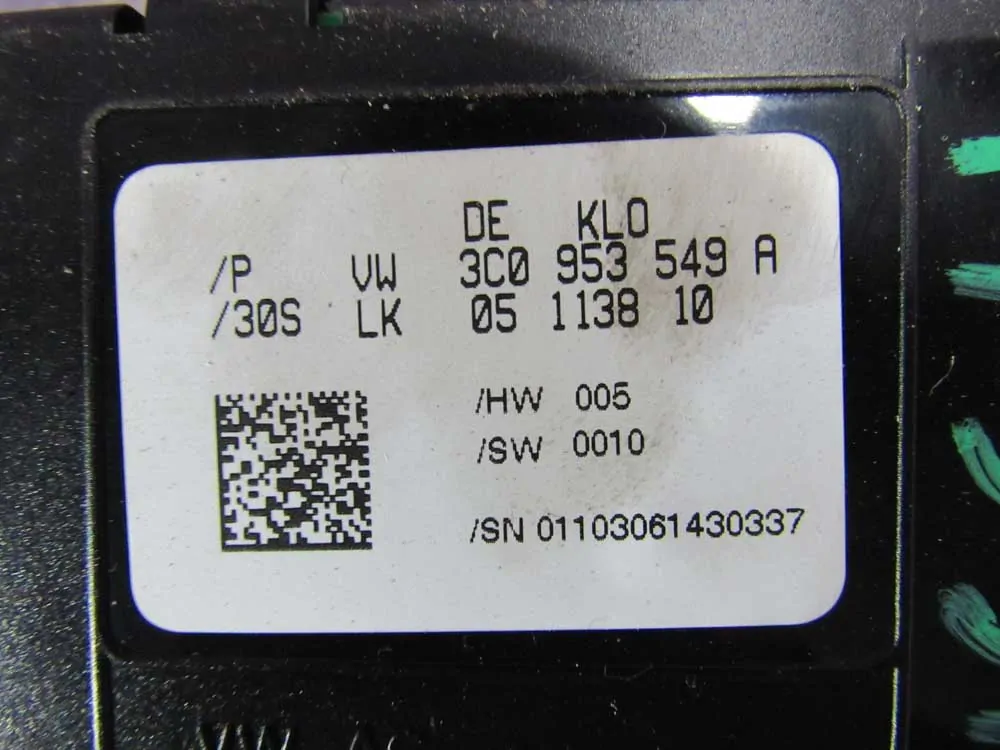 DE KLO
/P VW 3C0 953 549 A
/30S LK 05 1138 10
/HW 005
/SW 0010
/SN 01103061430337